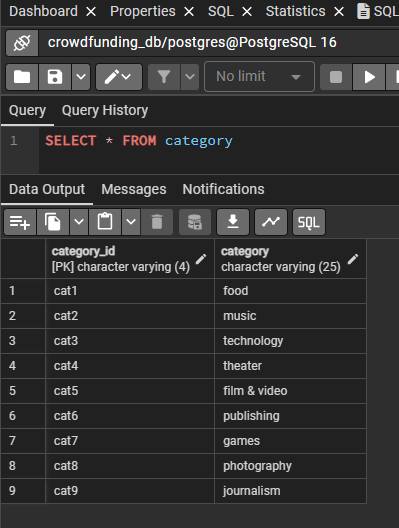 Dashboard X Properties X SQL X Statistics X SQL
crowdfunding_db/postgres@PostgreSQL 16
No limit
Query Query History
1 SELECT * FROM category
Data Output Messages Notifications
SQL
category_id category
[PK] character varying (4) character varying (25)
1 cat1 food
2 cat2 music
3 cat3 technology
4 cat4 theater
5 cat5 film & video
6 cat6 publishing
7 cat7 games
8 cat8 photography
9 cat9 journalism